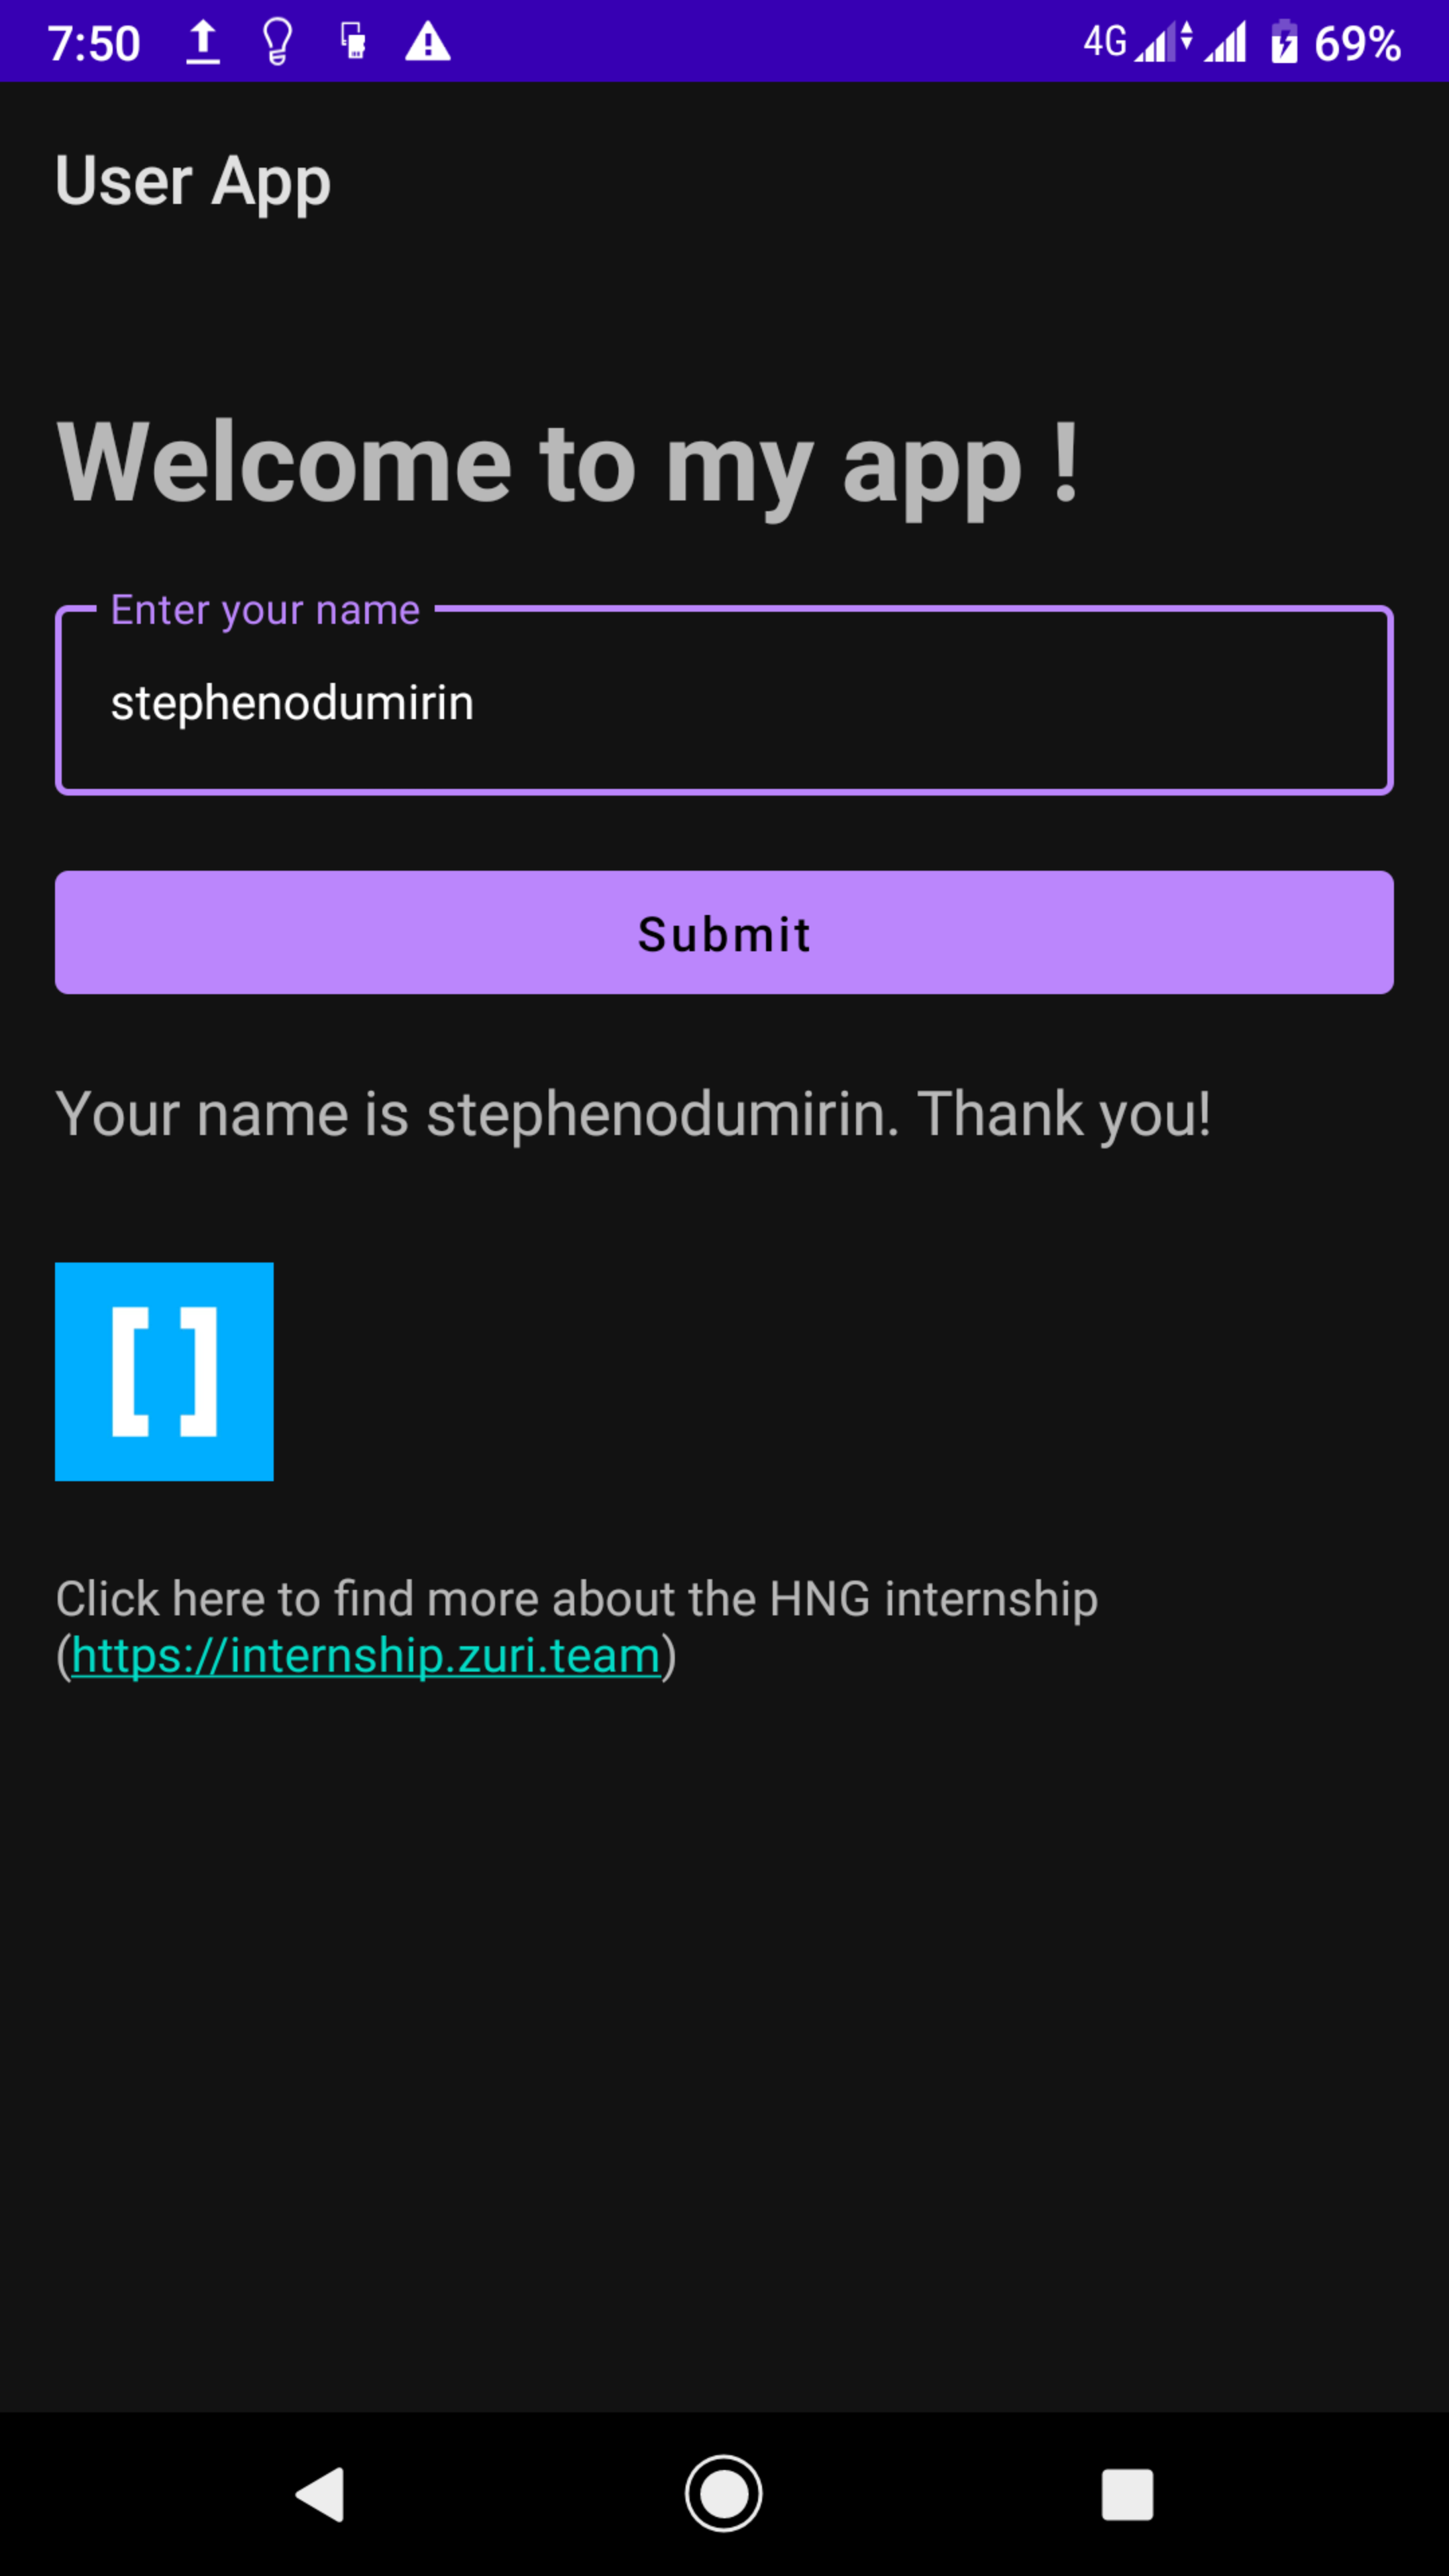 7:50 4G 69%
User App
Welcome to my app !
Enter your name
stephenodumirin
Submit
Your name is stephenodumirin. Thank you!
[ ]
Click here to find more about the HNG internship
(https://internship.zuri.team)